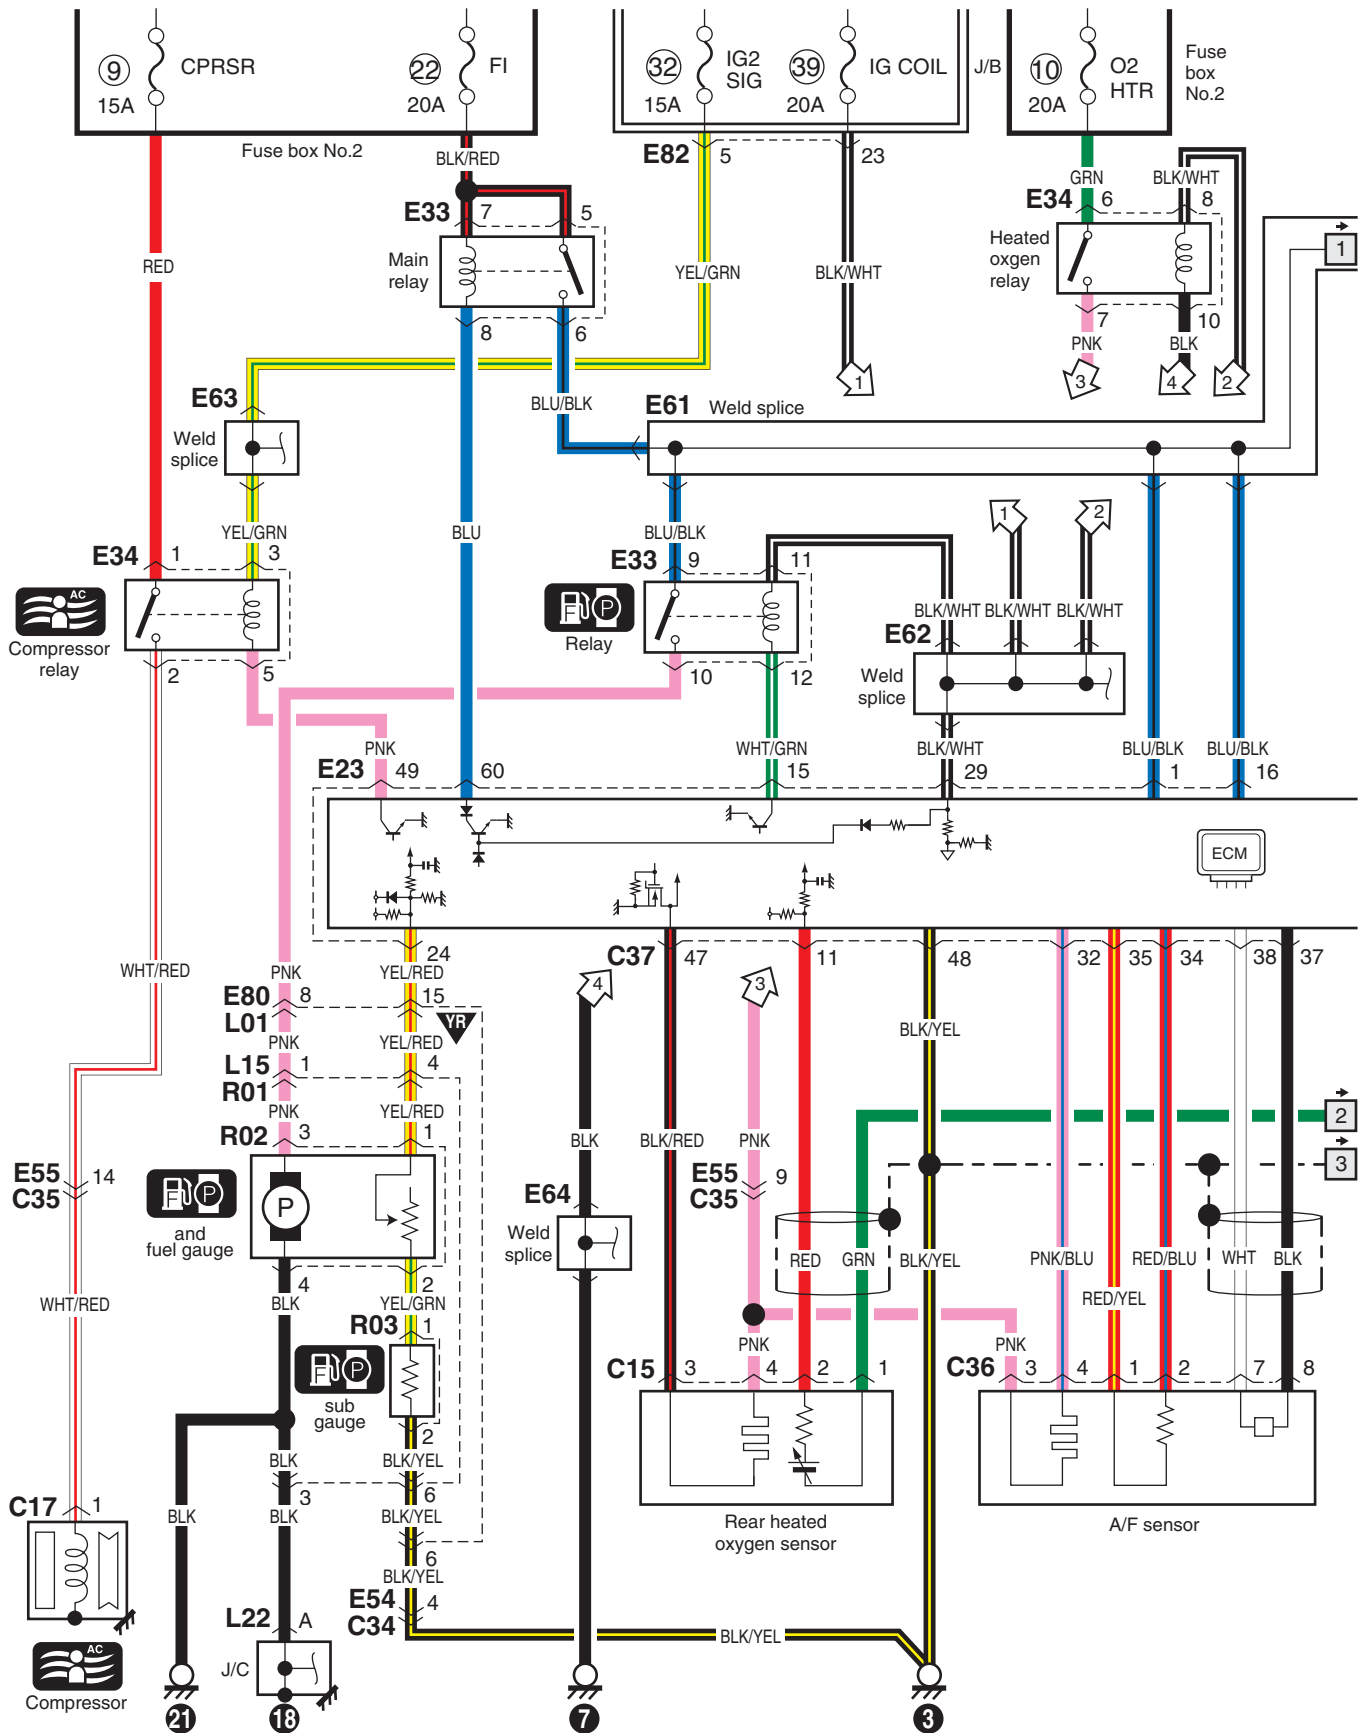 9 CPRSR 22 FI 32 IG2 SIG 39 IG COIL J/B 10 O2 HTR Fuse box No.2
15A 20A 15A 20A 20A
Fuse box No.2
BLK/RED
E82 5 23
GRN BLK/WHT
E33 7 5
E34 6 8
Main relay
Heated oxgen relay
1
RED YEL/GRN BLK/WHT
8 6
7 10
PNK BLK
1 3 4 2
E63
BLU/BLK
E61 Weld splice
Weld splice
YEL/GRN BLU BLU/BLK
1 2
E34 1 3
E33 9 11
AC
Compressor relay
F P
Relay
BLK/WHT BLK/WHT BLK/WHT
E62
2 5
10 12
Weld splice
PNK WHT/GRN BLK/WHT BLU/BLK BLU/BLK
E23 49 60 15 29 1 16
ECM
24
C37 47 11 48 32 35 34 38 37
WHT/RED PNK YEL/RED
4 3
E80 8 15
L01
YR
BLK/YEL
PNK YEL/RED
L15 1 4
R01
PNK YEL/RED
2
R02 3 1
BLK BLK/RED PNK
3
E55 14
C35
F P
and fuel gauge
P
E55 9
C35
E64
Weld splice
4 2
RED GRN BLK/YEL PNK/BLU RED/BLU WHT BLK
WHT/RED BLK YEL/GRN
RED/YEL
R03 1
PNK PNK
F P
sub gauge
C15 3 4 2 1
C36 3 4 1 2 7 8
2
BLK BLK/YEL
3 6
C17 1
BLK BLK BLK/YEL
Rear heated oxygen sensor
A/F sensor
6
BLK/YEL
E54 4
C34
L22 A
BLK/YEL
AC
Compressor
J/C
21 18 7 3